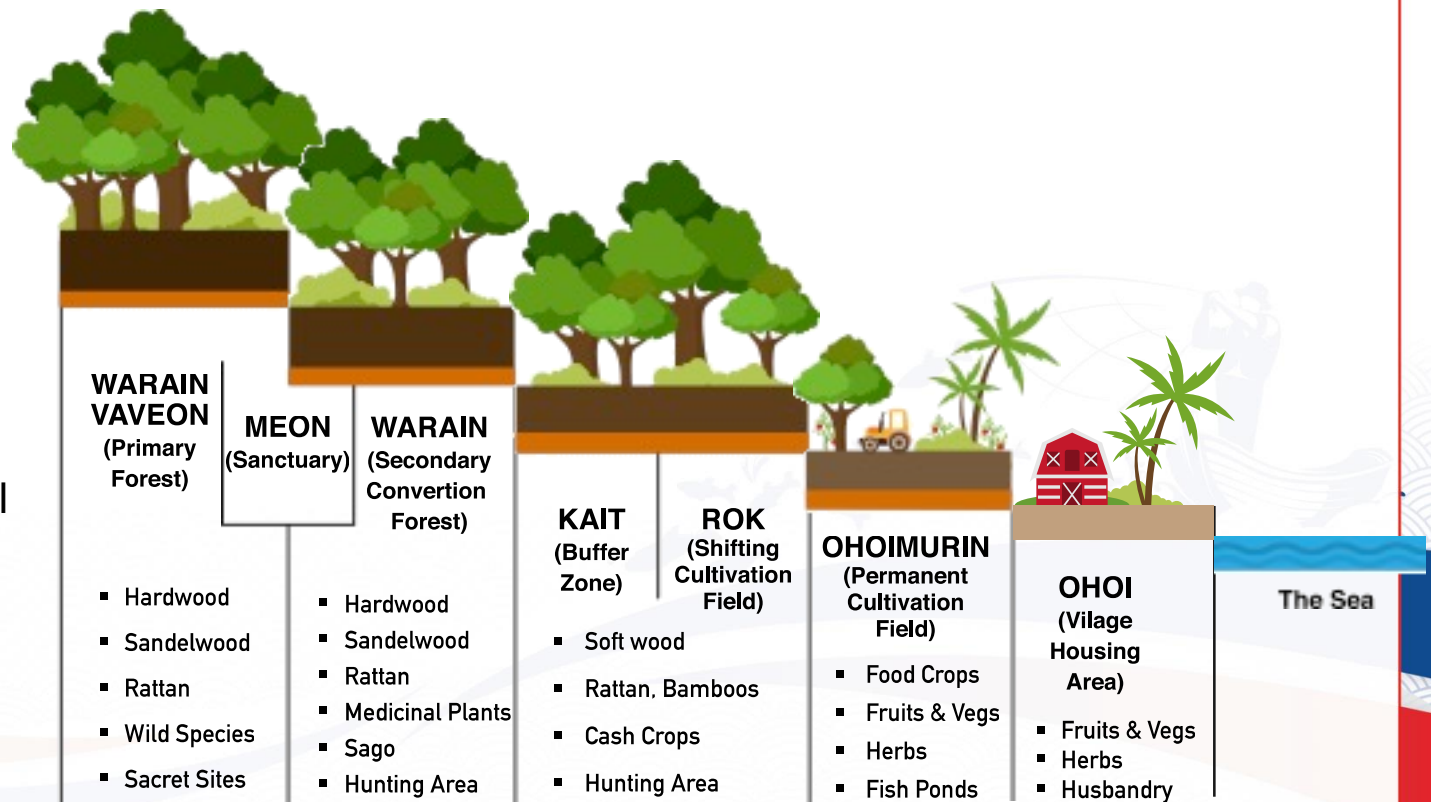 WARAIN
VAVEON
(Primary
Forest)
MEON
(Sanctuary)
WARAIN
(Secondary
Convertion
Forest)
KAIT
(Buffer
Zone)
ROK
(Shifting
Cultivation
Field)
OHOIMURIN
(Permanent
Cultivation
Field)
OHOI
(Vilage
Housing
Area)
The Sea
▪ Hardwood
▪ Sandelwood
▪ Rattan
▪ Wild Species
▪ Sacret Sites
▪ Hardwood
▪ Sandelwood
▪ Rattan
▪ Medicinal Plants
▪ Sago
▪ Hunting Area
▪ Soft wood
▪ Rattan, Bamboos
▪ Cash Crops
▪ Hunting Area
▪ Food Crops
▪ Fruits & Vegs
▪ Herbs
▪ Fish Ponds
▪ Fruits & Vegs
▪ Herbs
▪ Husbandry